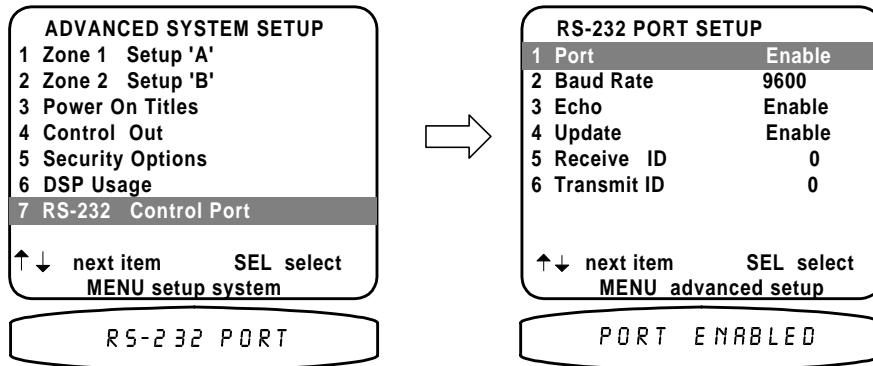 ADVANCED SYSTEM SETUP
1 Zone 1 Setup 'A'
2 Zone 2 Setup 'B'
3 Power On Titles
4 Control Out
5 Security Options
6 DSP Usage
7 RS-232 Control Port
↑↓ next item SEL select
MENU setup system
RS-232 PORT
RS-232 PORT SETUP
1 Port Enable
2 Baud Rate 9600
3 Echo Enable
4 Update Enable
5 Receive ID 0
6 Transmit ID 0
↑↓ next item SEL select
MENU advanced setup
PORT ENABLED